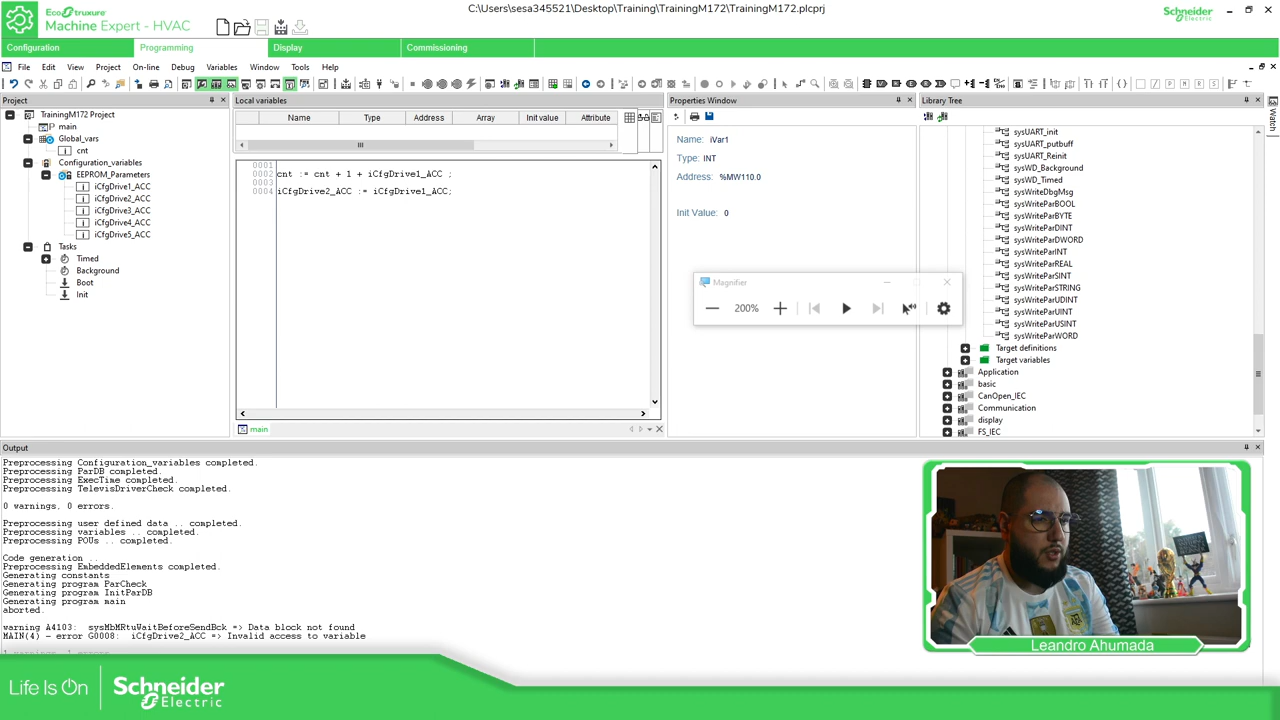 C:\Users\sesa345521\Desktop\Training\TrainingM172\TrainingM172.plcprj
EcoStruxure
Machine Expert - HVAC
Schneider
Electric
Configuration
Programming
Display
Commissioning
File Edit View Project On-line Debug Variables Window Tools Help
Project
TrainingM172 Project
main
Global_vars
cnt
Configuration_variables
EEPROM_Parameters
iCfgDrive1_ACC
iCfgDrive2_ACC
iCfgDrive3_ACC
iCfgDrive4_ACC
iCfgDrive5_ACC
Tasks
Timed
Background
Boot
Init
Local variables
Name Type Address Array Init value Attribute
0001
0002 cnt := cnt + 1 + iCfgDrive1_ACC ;
0003
0004 iCfgDrive2_ACC := iCfgDrive1_ACC;
main
Properties Window
Name: iVar1
Type: INT
Address: %MW110.0
Init Value: 0
Magnifier
200%
Library Tree
sysUART_init
sysUART_putbuff
sysUART_Reinit
sysWD_Background
sysWD_Timed
sysWriteDbgMsg
sysWriteParBOOL
sysWriteParBYTE
sysWriteParDINT
sysWriteParDWORD
sysWriteParINT
sysWriteParREAL
sysWriteParSINT
sysWriteParSTRING
sysWriteParUDINT
sysWriteParUINT
sysWriteParUSINT
sysWriteParWORD
Target definitions
Target variables
Application
basic
CanOpen_IEC
Communication
display
FS_IEC
Watch
Output
Preprocessing Configuration_variables completed.
Preprocessing ParDB completed.
Preprocessing ExecTime completed.
Preprocessing TelevisDriverCheck completed.
0 warnings, 0 errors.
Preprocessing user defined data .. completed.
Preprocessing variables .. completed.
Preprocessing POUs .. completed.
Code generation ..
Preprocessing EmbeddedElements completed.
Generating constants
Generating program ParCheck
Generating program InitParDB
Generating program main
aborted.
warning A4103: sysMbMRtuWaitBeforeSendBck => Data block not found
MAIN(4) - error G0008: iCfgDrive2_ACC => Invalid access to variable
Leandro Ahumada
Life Is On
Schneider
Electric